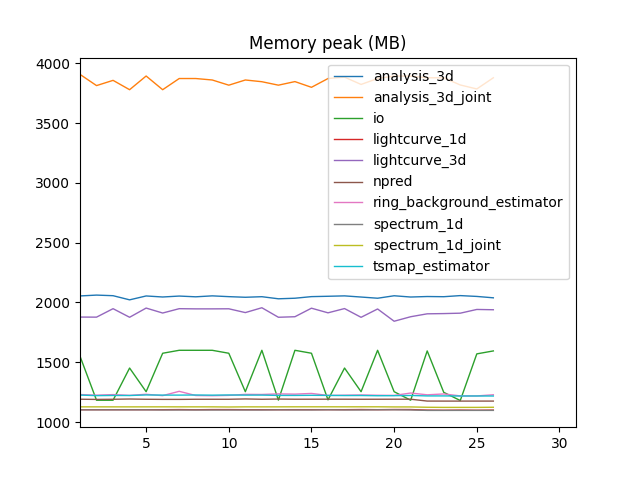 Memory peak (MB)
4000
3500
3000
2500
2000
1500
1000
5
10
15
20
25
30
analysis_3d
analysis_3d_joint
io
lightcurve_1d
lightcurve_3d
npred
ring_background_estimator
spectrum_1d
spectrum_1d_joint
tsmap_estimator